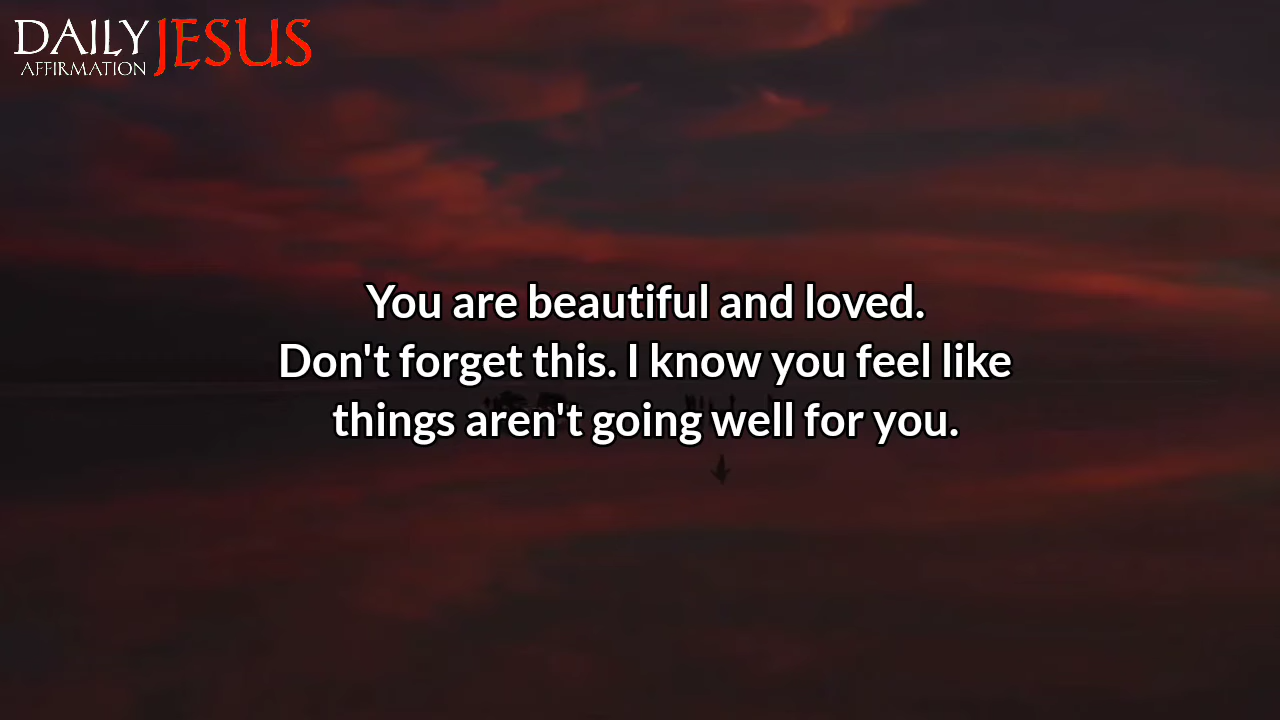 DAILY JESUS
AFFIRMATION
You are beautiful and loved.
Don't forget this. I know you feel like
things aren't going well for you.